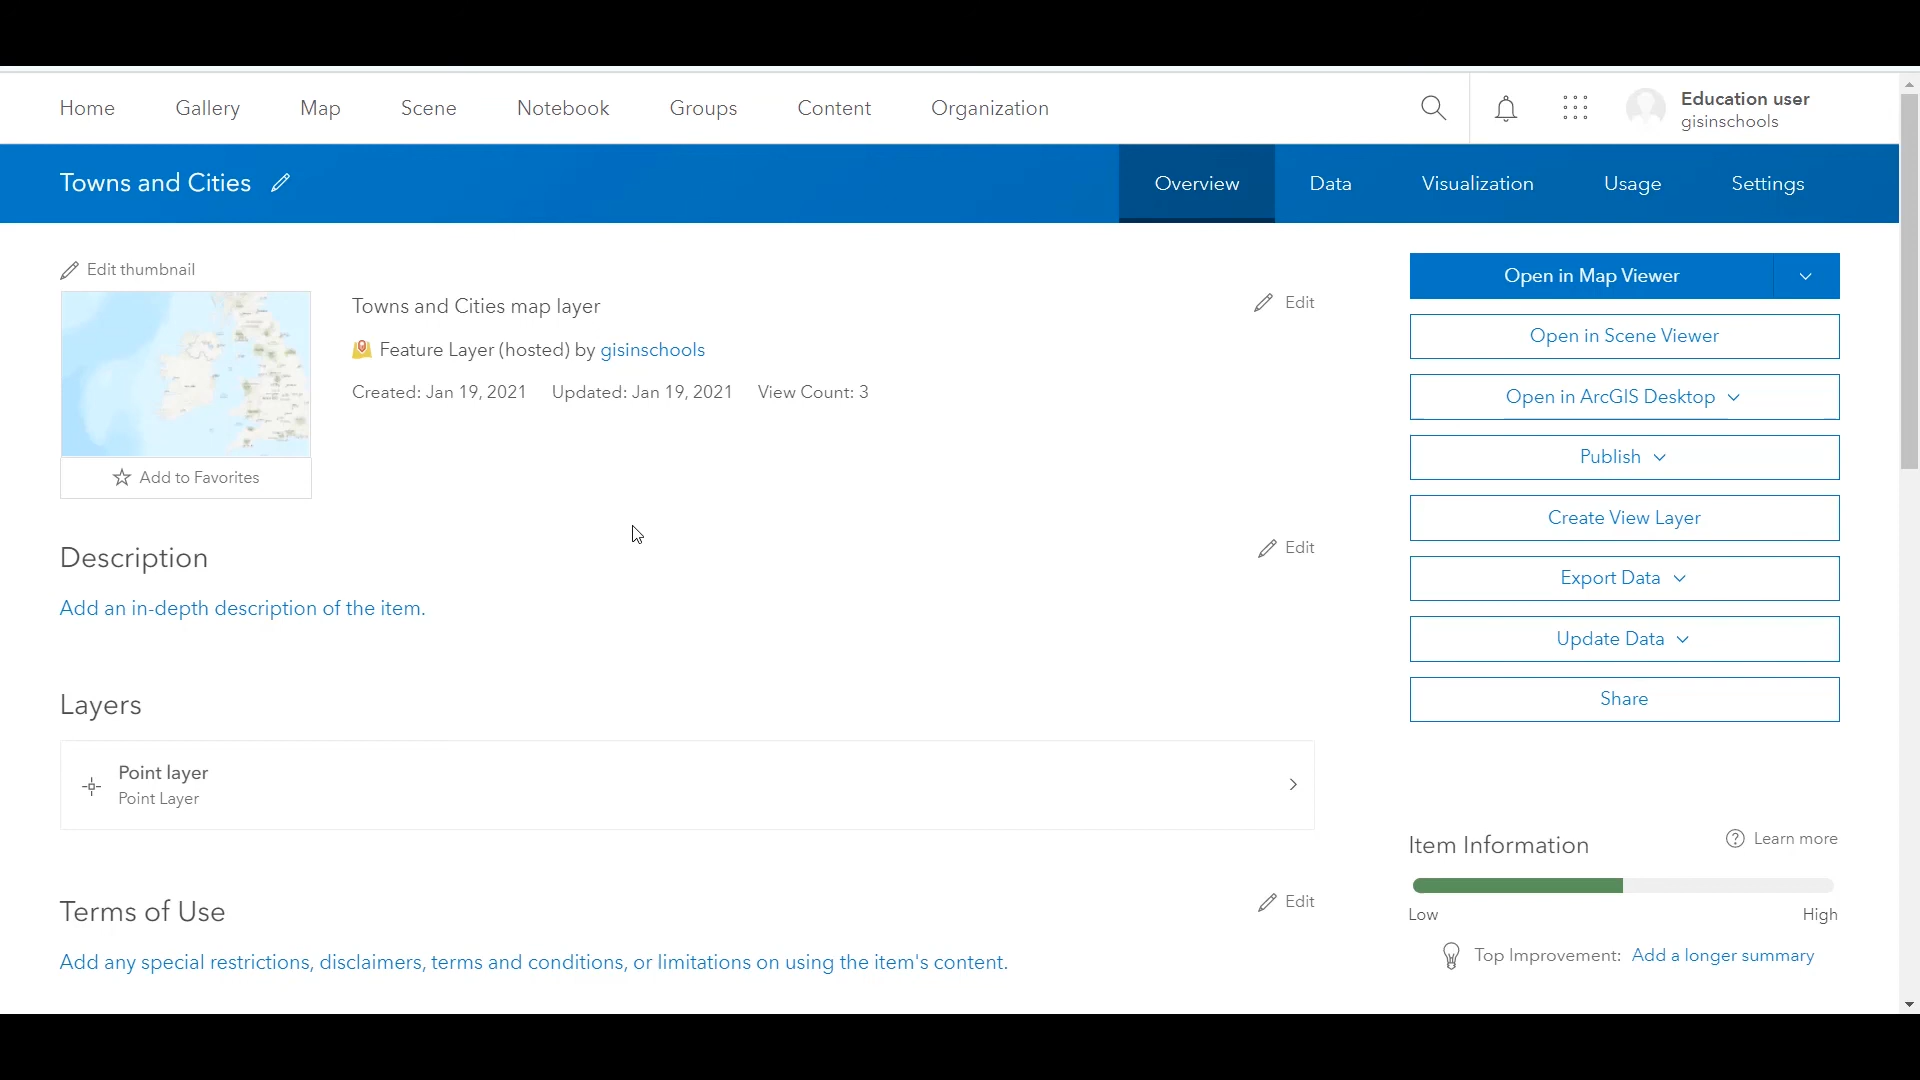 Home Gallery Map Scene Notebook Groups Content Organization
Education user
gisinschools
Towns and Cities
Overview Data Visualization Usage Settings
Edit thumbnail
Add to Favorites
Towns and Cities map layer
Edit
Feature Layer (hosted) by gisinschools
Created: Jan 19, 2021 Updated: Jan 19, 2021 View Count: 3
Description
Edit
Add an in-depth description of the item.
Layers
Point layer
Point Layer
Terms of Use
Edit
Add any special restrictions, disclaimers, terms and conditions, or limitations on using the item's content.
Open in Map Viewer
Open in Scene Viewer
Open in ArcGIS Desktop
Publish
Create View Layer
Export Data
Update Data
Share
Item Information
Learn more
Low High
Top Improvement: Add a longer summary